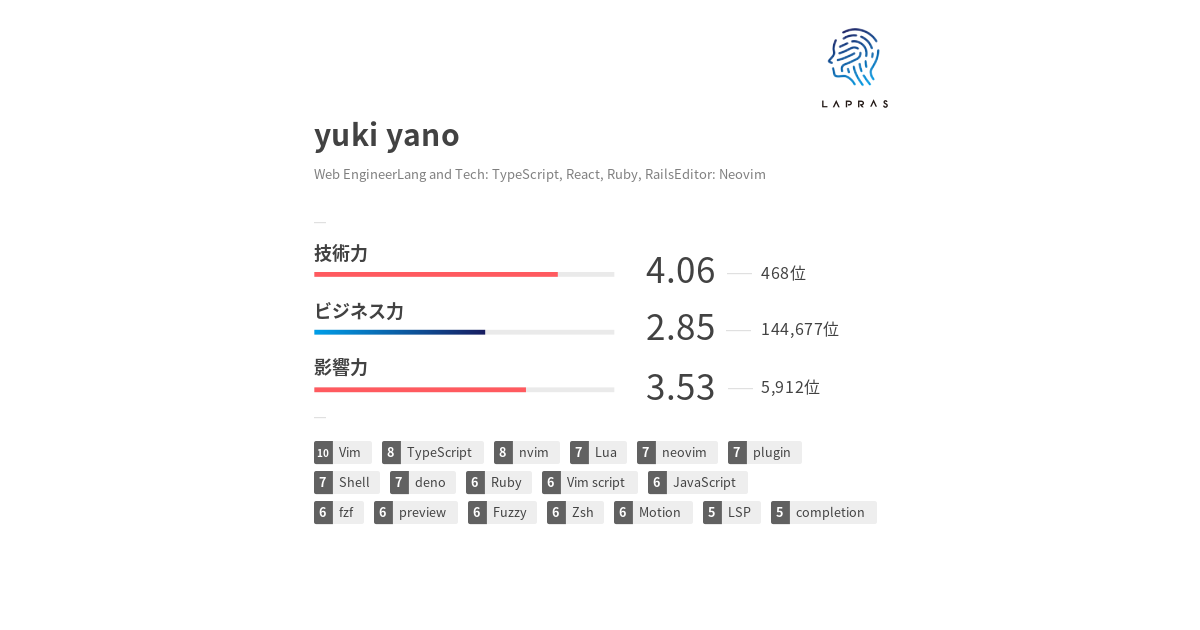 LAPRAS
yuki yano
Web EngineerLang and Tech: TypeScript, React, Ruby, RailsEditor: Neovim
技術力
4.06 468位
ビジネス力
2.85 144,677位
影響力
3.53 5,912位
10 Vim 8 TypeScript 8 nvim 7 Lua 7 neovim 7 plugin
7 Shell 7 deno 6 Ruby 6 Vim script 6 JavaScript
6 fzf 6 preview 6 Fuzzy 6 Zsh 6 Motion 5 LSP 5 completion